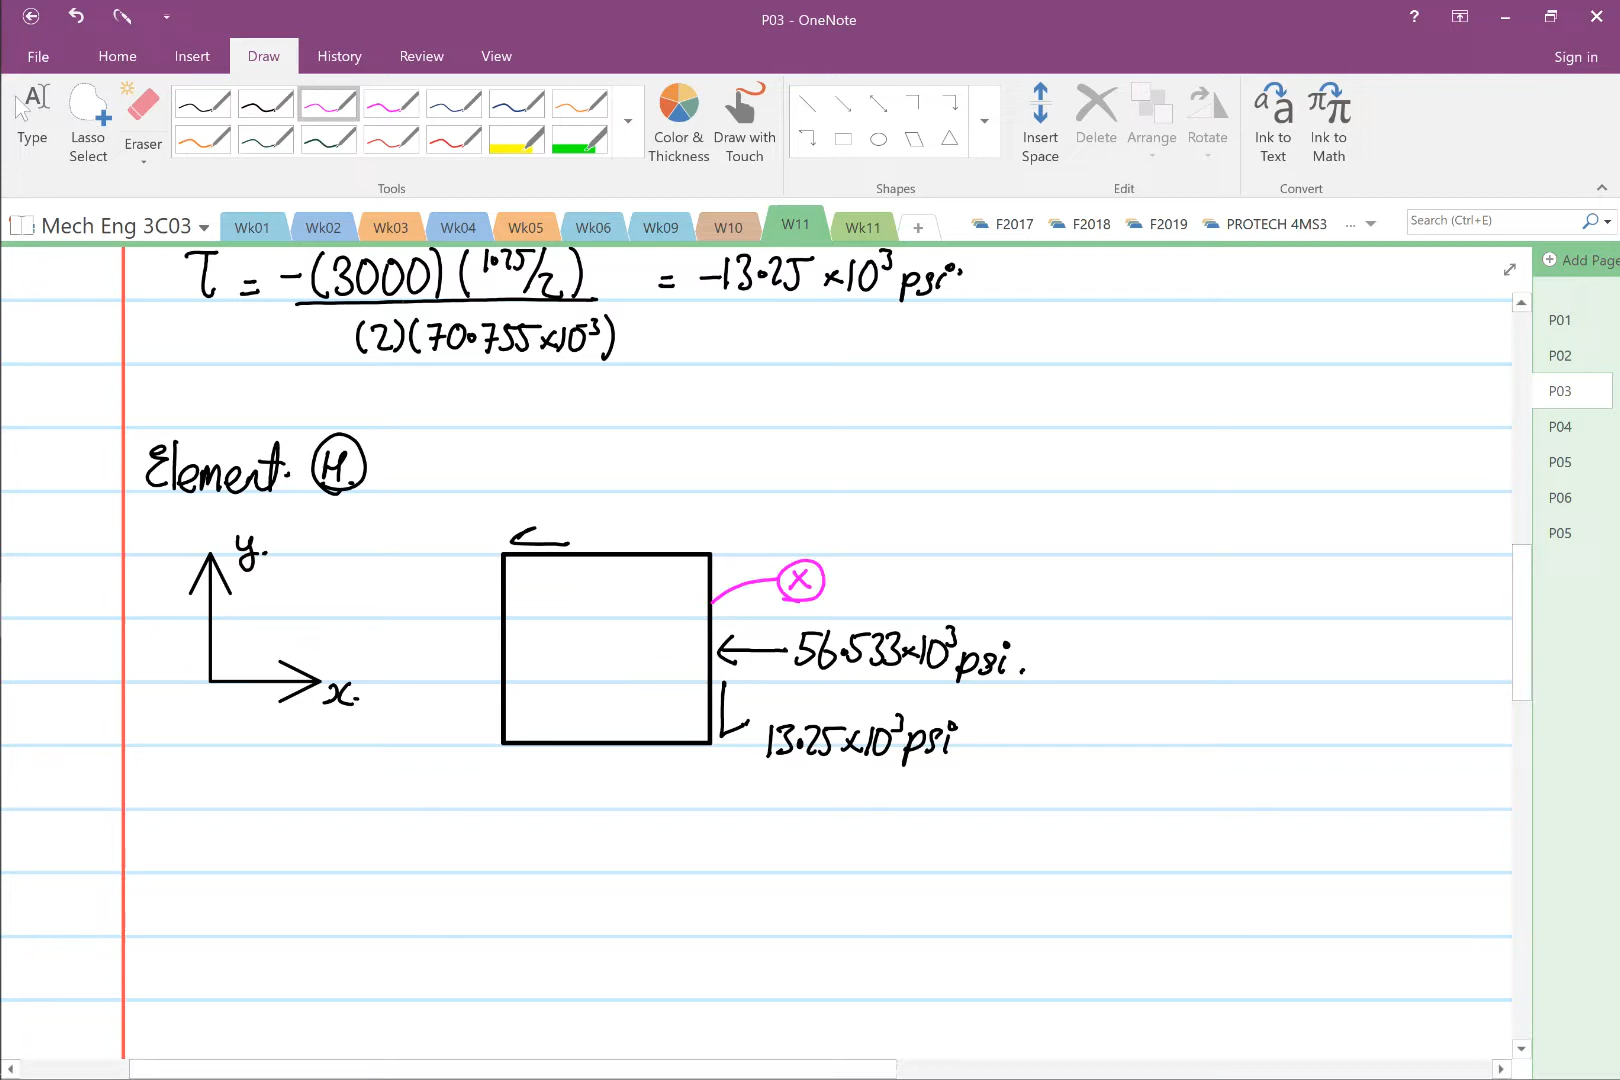 P03 - OneNote
?
File Home Insert Draw History Review View
Sign in
Type
Lasso Select
Eraser
Color & Thickness
Draw with Touch
Insert Space
Delete
Arrange
Rotate
Ink to Text
Ink to Math
Tools
Shapes
Edit
Convert
Mech Eng 3C03 Wk01 Wk02 Wk03 Wk04 Wk05 Wk06 Wk09 W10 W11 Wk11 + F2017 F2018 F2019 PROTECH 4MS3 ...
Search (Ctrl+E)
Add Page
P01
P02
P03
P04
P05
P06
P05
τ = -(3000)(1.25/2) = -13.25×10³ psi.
(2)(70.755×10⁻³)
Element. H.
y.
X
56.533×10³ psi.
x.
13.25×10³ psi